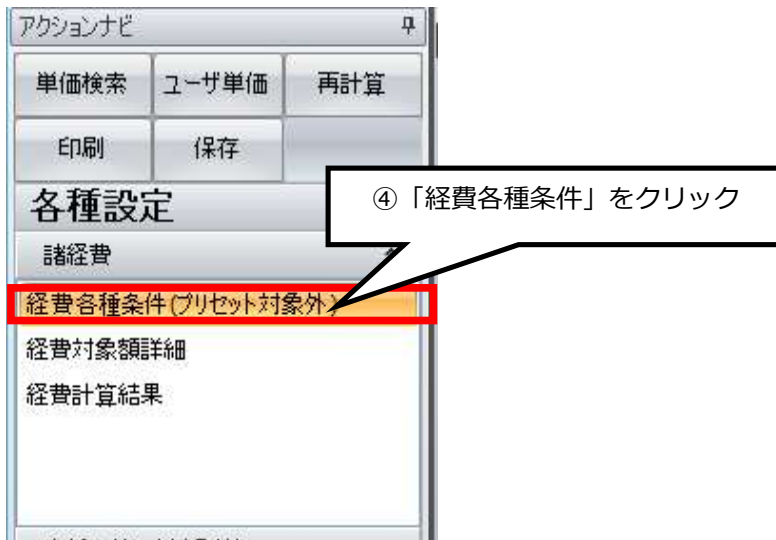 アクションナビ
単価検索 ユーザ単価 再計算
印刷 保存
各種設定
④「経費各種条件」をクリック
諸経費
経費各種条件(プリセット対象外)
経費対象額詳細
経費計算結果